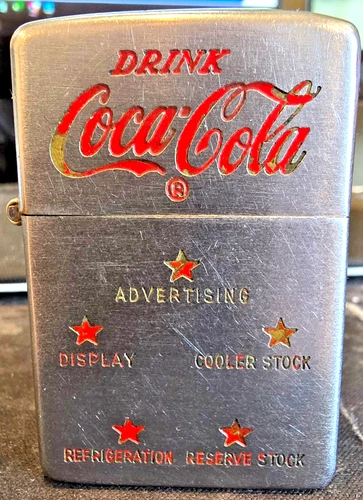 DRINK
Coca-Cola
®
ADVERTISING
DISPLAY
COOLER STOCK
REFRIGERATION
RESERVE STOCK